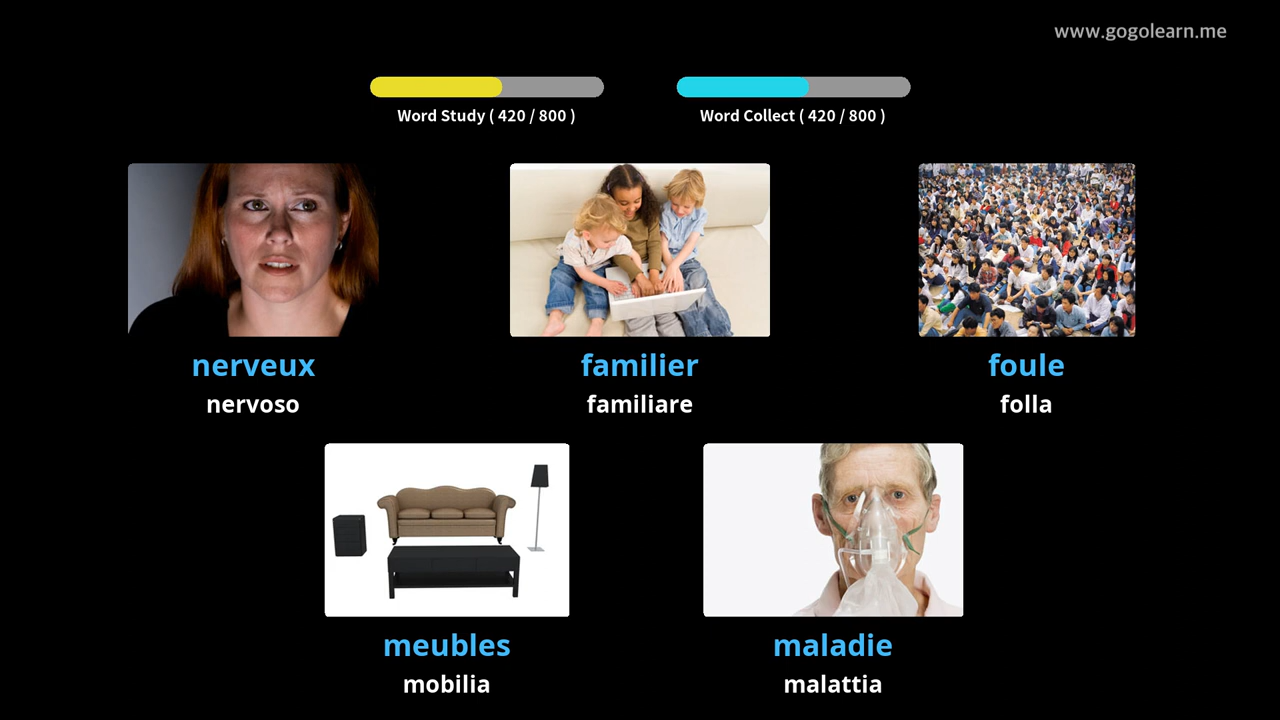 www.gogolearn.me
Word Study ( 420 / 800 )
Word Collect ( 420 / 800 )
nerveux
nervoso
familier
familiare
foule
folla
meubles
mobilia
maladie
malattia